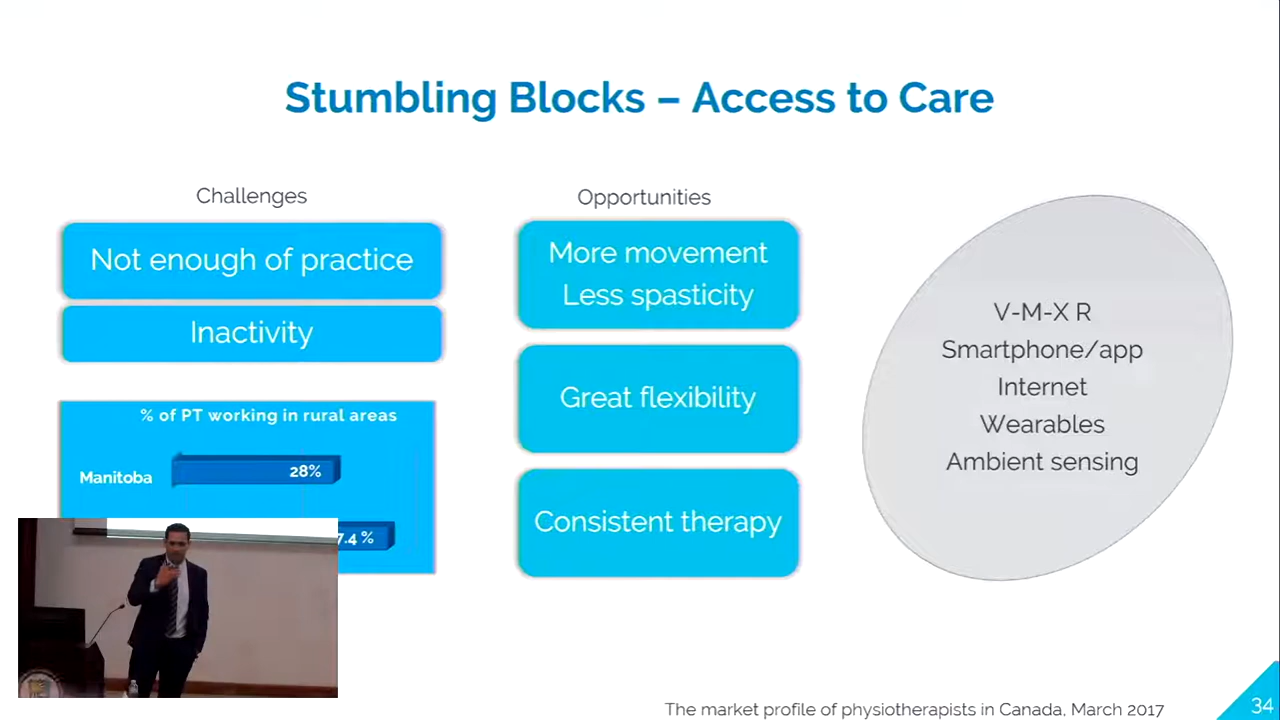 Stumbling Blocks – Access to Care
Challenges
Not enough of practice
Inactivity
% of PT working in rural areas
Manitoba
28%
7.4 %
Opportunities
More movement
Less spasticity
Great flexibility
Consistent therapy
V-M-X R
Smartphone/app
Internet
Wearables
Ambient sensing
The market profile of physiotherapists in Canada, March 2017
34